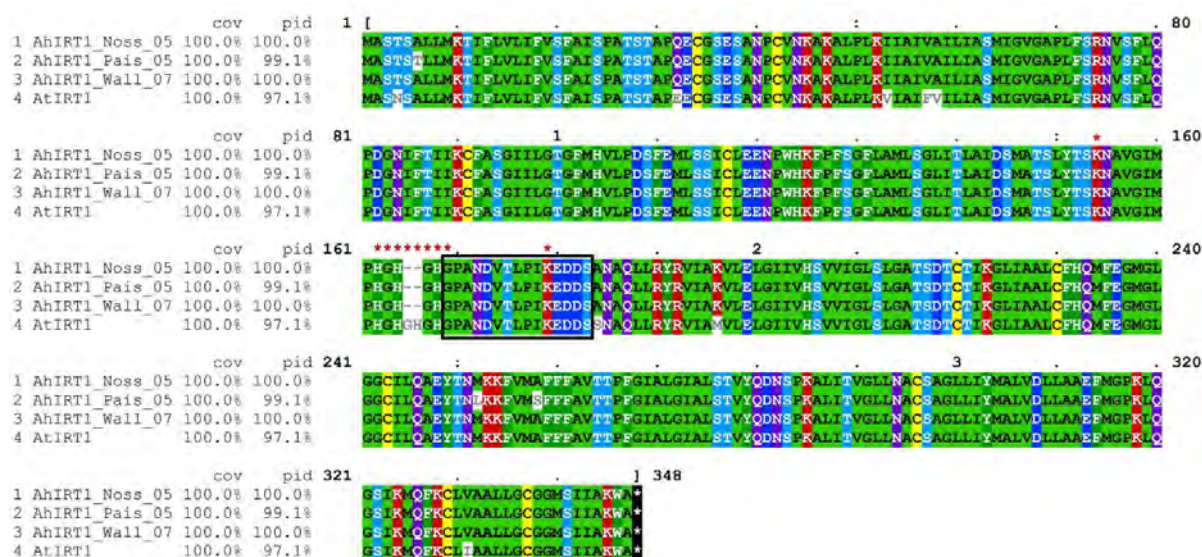 cov pid 1 [ . . . . : . . 80
1 AhIRT1_Noss_05 100.0% 100.0% MASTSALLMKTIFLVLIFVSFAISPATSTAPQECGSESANPCVNKAKALPLKIIAIVAILIASMIGVGAPLFSRNVSFLQ
2 AhIRT1_Pais_05 100.0% 99.1% MASTSTLLMKTIFLVLIFVSFAISPATSTAPQECGSESANPCVNKAKALPLKIIAIVAILIASMIGVGAPLFSRNVSFLQ
3 AhIRT1_Wall_07 100.0% 100.0% MASTSALLMKTIFLVLIFVSFAISPATSTAPQECGSESANPCVNKAKALPLKIIAIVAILIASMIGVGAPLFSRNVSFLQ
4 AtIRT1 100.0% 97.1% MASNSALLMKTIFLVLIFVSFAISPATSTAPEECGSESANPCVNKAKALPLKVIAIFVILIASMIGVGAPLFSRNVSFLQ
cov pid 81 . 1 . . . . : * 160
1 AhIRT1_Noss_05 100.0% 100.0% PDGNIFTIIKCFASGIILGTGFMHVLPDSFEMLSSICLEENPWHKFPFSGFLAMLSGLITLAIDSMATSLYTSKNAVGIM
2 AhIRT1_Pais_05 100.0% 99.1% PDGNIFTIIKCFASGIILGTGFMHVLPDSFEMLSSICLEENPWHKFPFSGFLAMLSGLITLAIDSMATSLYTSKNAVGIM
3 AhIRT1_Wall_07 100.0% 100.0% PDGNIFTIIKCFASGIILGTGFMHVLPDSFEMLSSICLEENPWHKFPFSGFLAMLSGLITLAIDSMATSLYTSKNAVGIM
4 AtIRT1 100.0% 97.1% PDGNIFTIIKCFASGIILGTGFMHVLPDSFEMLSSICLEENPWHKFPFSGFLAMLSGLITLAIDSMATSLYTSKNAVGIM
cov pid 161 ******** * . 2 . . . 240
1 AhIRT1_Noss_05 100.0% 100.0% PHGH--GHGPANDVTLPIKEDDSANAQLLRYRVIAKVLELGIIVHSVVIGLSLGATSDTCTIKGLIAALCFHQMFEGMGL
2 AhIRT1_Pais_05 100.0% 99.1% PHGH--GHGPANDVTLPIKEDDSANAQLLRYRVIAKVLELGIIVHSVVIGLSLGATSDTCTIKGLIAALCFHQMFEGMGL
3 AhIRT1_Wall_07 100.0% 100.0% PHGH--GHGPANDVTLPIKEDDSANAQLLRYRVIAKVLELGIIVHSVVIGLSLGATSDTCTIKGLIAALCFHQMFEGMGL
4 AtIRT1 100.0% 97.1% PHGHGHGHGPANDVTLPIKEDDSSNAQLLRYRVIAMVLELGIIVHSVVIGLSLGATSDTCTIKGLIAALCFHQMFEGMGL
cov pid 241 : . . . . 3 . 320
1 AhIRT1_Noss_05 100.0% 100.0% GGCILQAEYTNMKKFVMAFFFAVTTPFGIALGIALSTVYQDNSPKALITVGLLNACSAGLLIYMALVDLLAAEFMGPKLQ
2 AhIRT1_Pais_05 100.0% 99.1% GGCILQAEYTNLKKFVMSFFFAVTTPFGIALGIALSTVYQDNSPKALITVGLLNACSAGLLIYMALVDLLAAEFMGPKLQ
3 AhIRT1_Wall_07 100.0% 100.0% GGCILQAEYTNMKKFVMAFFFAVTTPFGIALGIALSTVYQDNSPKALITVGLLNACSAGLLIYMALVDLLAAEFMGPKLQ
4 AtIRT1 100.0% 97.1% GGCILQAEYTNMKKFVMAFFFAVTTPFGIALGIALSTVYQDNSPKALITVGLLNACSAGLLIYMALVDLLAAEFMGPKLQ
cov pid 321 . . ] 348
1 AhIRT1_Noss_05 100.0% 100.0% GSIKMQFKCLVAALLGCGGMSIIAKWA*
2 AhIRT1_Pais_05 100.0% 99.1% GSIKMQFKCLVAALLGCGGMSIIAKWA*
3 AhIRT1_Wall_07 100.0% 100.0% GSIKMQFKCLVAALLGCGGMSIIAKWA*
4 AtIRT1 100.0% 97.1% GSIKMQFKCLIAALLGCGGMSIIAKWA*